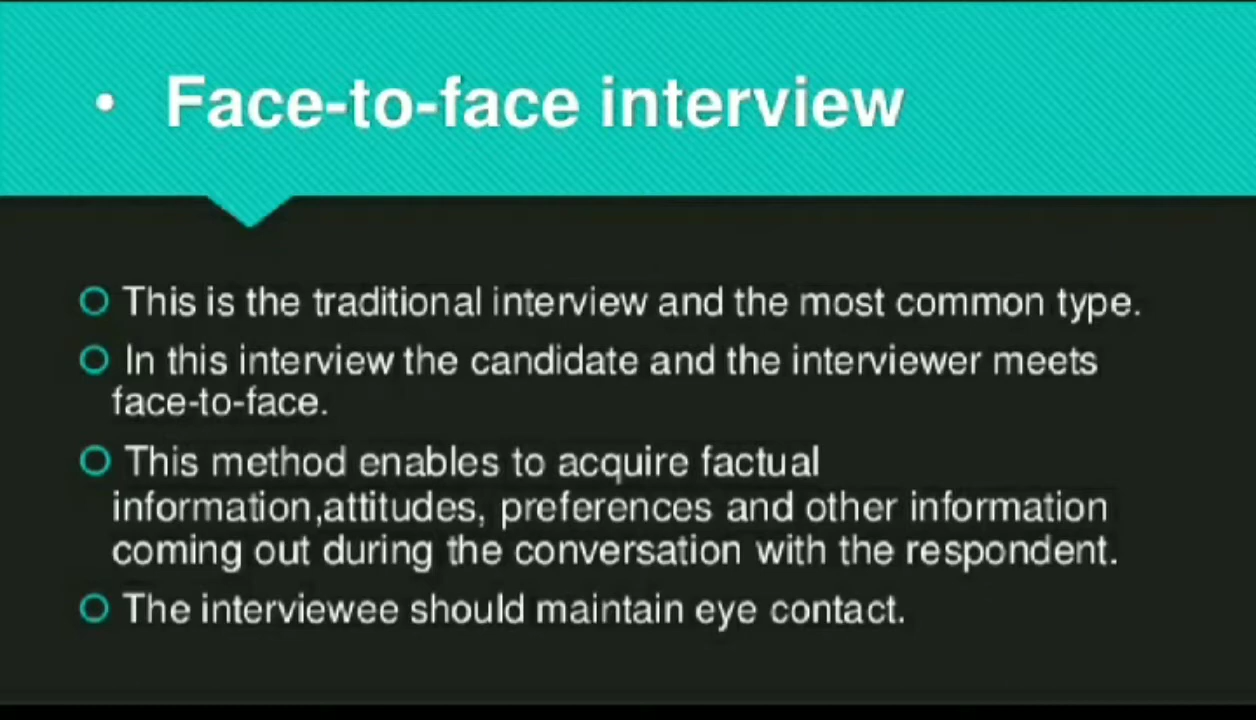 • Face-to-face interview
This is the traditional interview and the most common type.
In this interview the candidate and the interviewer meets
face-to-face.
This method enables to acquire factual
information,attitudes, preferences and other information
coming out during the conversation with the respondent.
The interviewee should maintain eye contact.